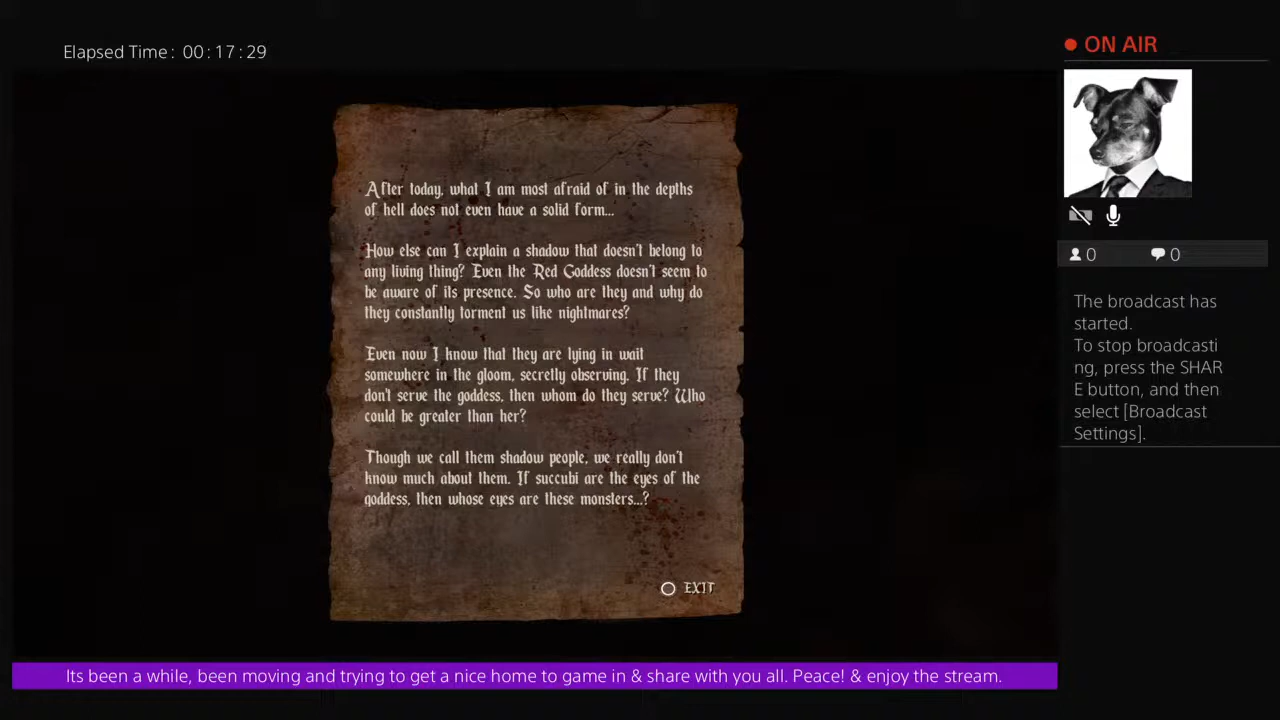 Elapsed Time: 00:17:29
ON AIR
After today, what I am most afraid of in the depths
of hell does not even have a solid form...
How else can I explain a shadow that doesn't belong to
any living thing? Even the Red Goddess doesn't seem to
be aware of its presence. So who are they and why do
they constantly torment us like nightmares?
Even now I know that they are lying in wait
somewhere in the gloom, secretly observing. If they
don't serve the goddess, then whom do they serve? Who
could be greater than her?
Though we call them shadow people, we really don't
know much about them. If succubi are the eyes of the
goddess, then whose eyes are these monsters...?
EXIT
0
0
The broadcast has
started.
To stop broadcasti
ng, press the SHAR
E button, and then
select [Broadcast
Settings].
Its been a while, been moving and trying to get a nice home to game in & share with you all. Peace! & enjoy the stream.